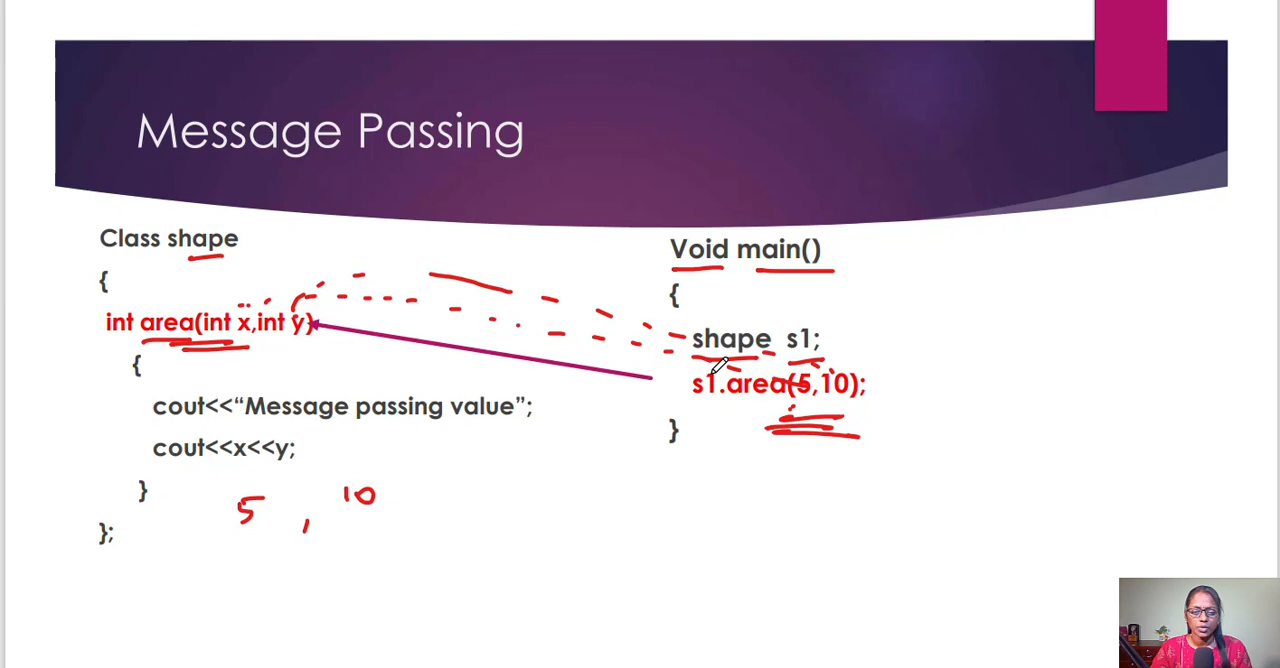 Message Passing
Class shape
{
int area(int x,int y)
{
cout<<“Message passing value”;
cout<<x<<y;
}
};
5 , 10
Void main()
{
shape s1;
s1.area(5,10);
}